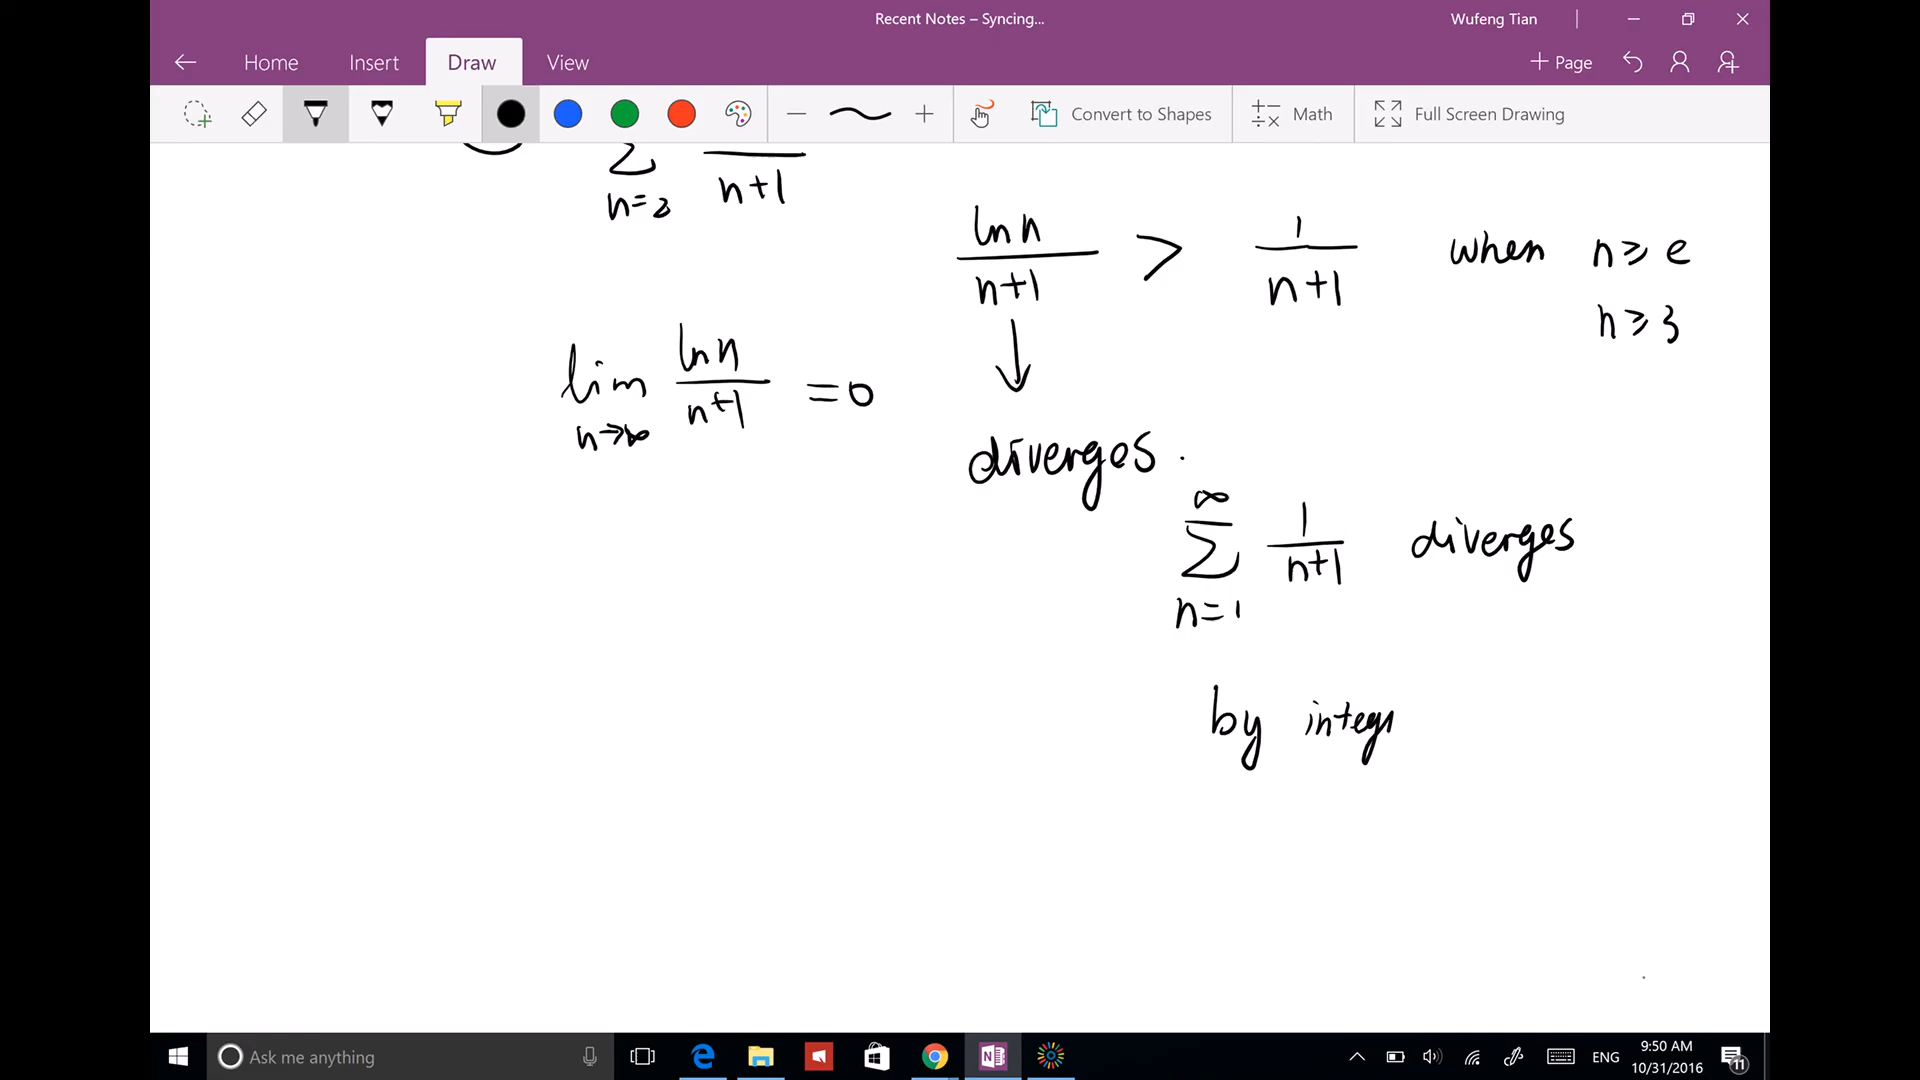 Recent Notes – Syncing...
Wufeng Tian
Home Insert Draw View
Page
Convert to Shapes
Math
Full Screen Drawing
∑
n=2
n+1
ln n / n+1 > 1 / n+1 when n ≥ e
n ≥ 3
lim n→∞ ln n / n+1 = 0
diverges.
∞ ∑ n=1 1 / n+1 diverges
by integr
Ask me anything
ENG
9:50 AM
10/31/2016
11